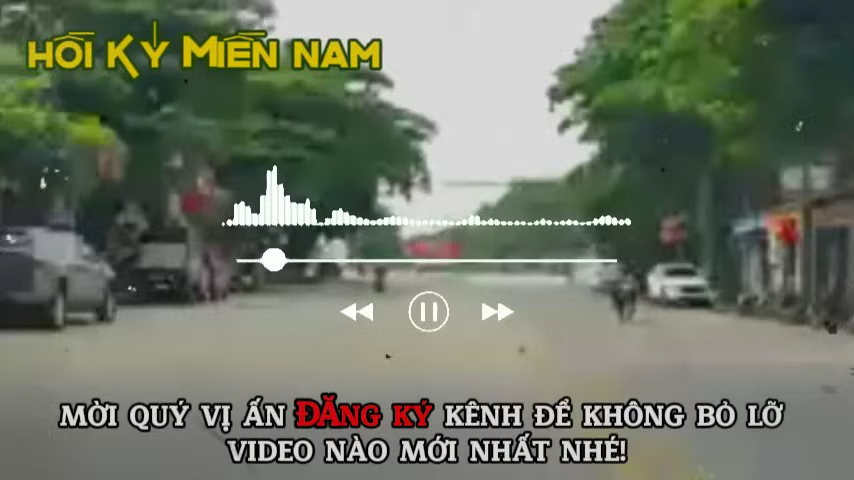 HỒI KÝ MIỀN NAM
MỜI QUÝ VỊ ẤN ĐĂNG KÝ KÊNH ĐỂ KHÔNG BỎ LỠ
VIDEO NÀO MỚI NHẤT NHÉ!